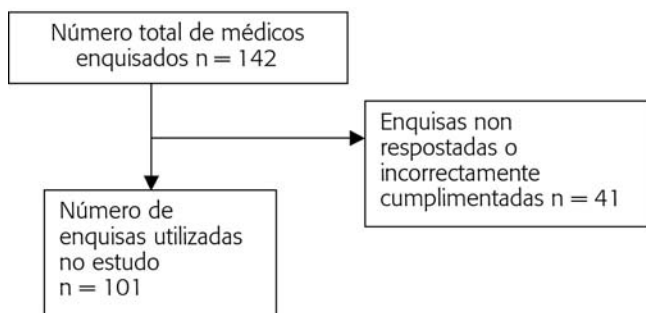 Número total de médicos
enquisados n = 142
Enquisas non
respostadas o
incorrectamente
cumplimentadas n = 41
Número de
enquisas utilizadas
no estudo
n = 101